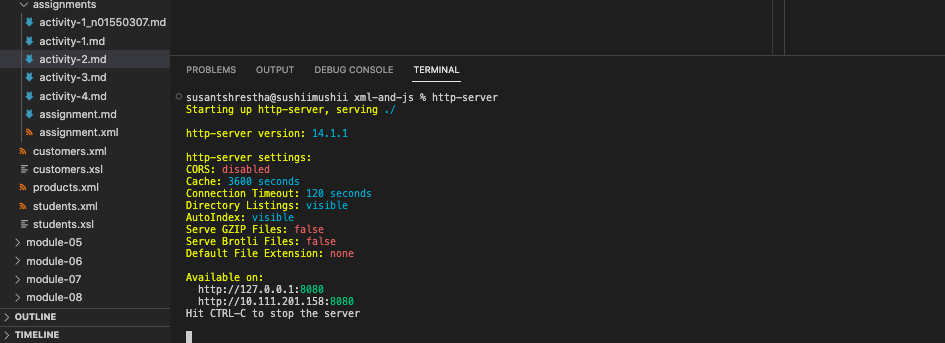 assignments
activity-1_n01550307.md
activity-1.md
activity-2.md
activity-3.md
activity-4.md
assignment.md
assignment.xml
customers.xml
customers.xsl
products.xml
students.xml
students.xsl
module-05
module-06
module-07
module-08
OUTLINE
TIMELINE
PROBLEMS OUTPUT DEBUG CONSOLE TERMINAL
susantshrestha@sushiimushii xml-and-js % http-server
Starting up http-server, serving ./
http-server version: 14.1.1
http-server settings:
CORS: disabled
Cache: 3600 seconds
Connection Timeout: 120 seconds
Directory Listings: visible
AutoIndex: visible
Serve GZIP Files: false
Serve Brotli Files: false
Default File Extension: none
Available on:
http://127.0.0.1:8080
http://10.111.201.158:8080
Hit CTRL-C to stop the server